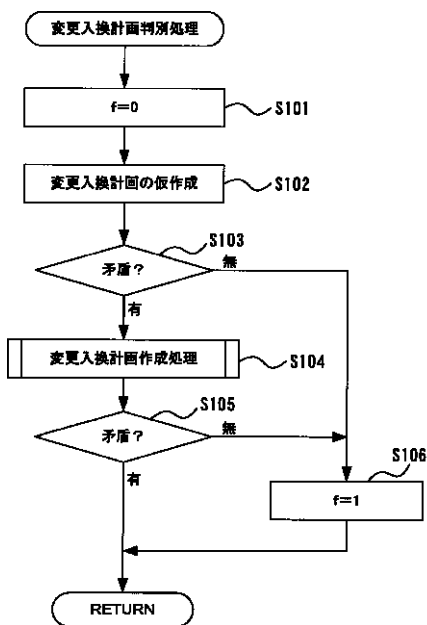 変更入換計画判別処理
f=0
S101
変更入換計画の仮作成
S102
S103
矛盾?
無
有
変更入換計画作成処理
S104
S105
矛盾?
無
有
S106
f=1
RETURN